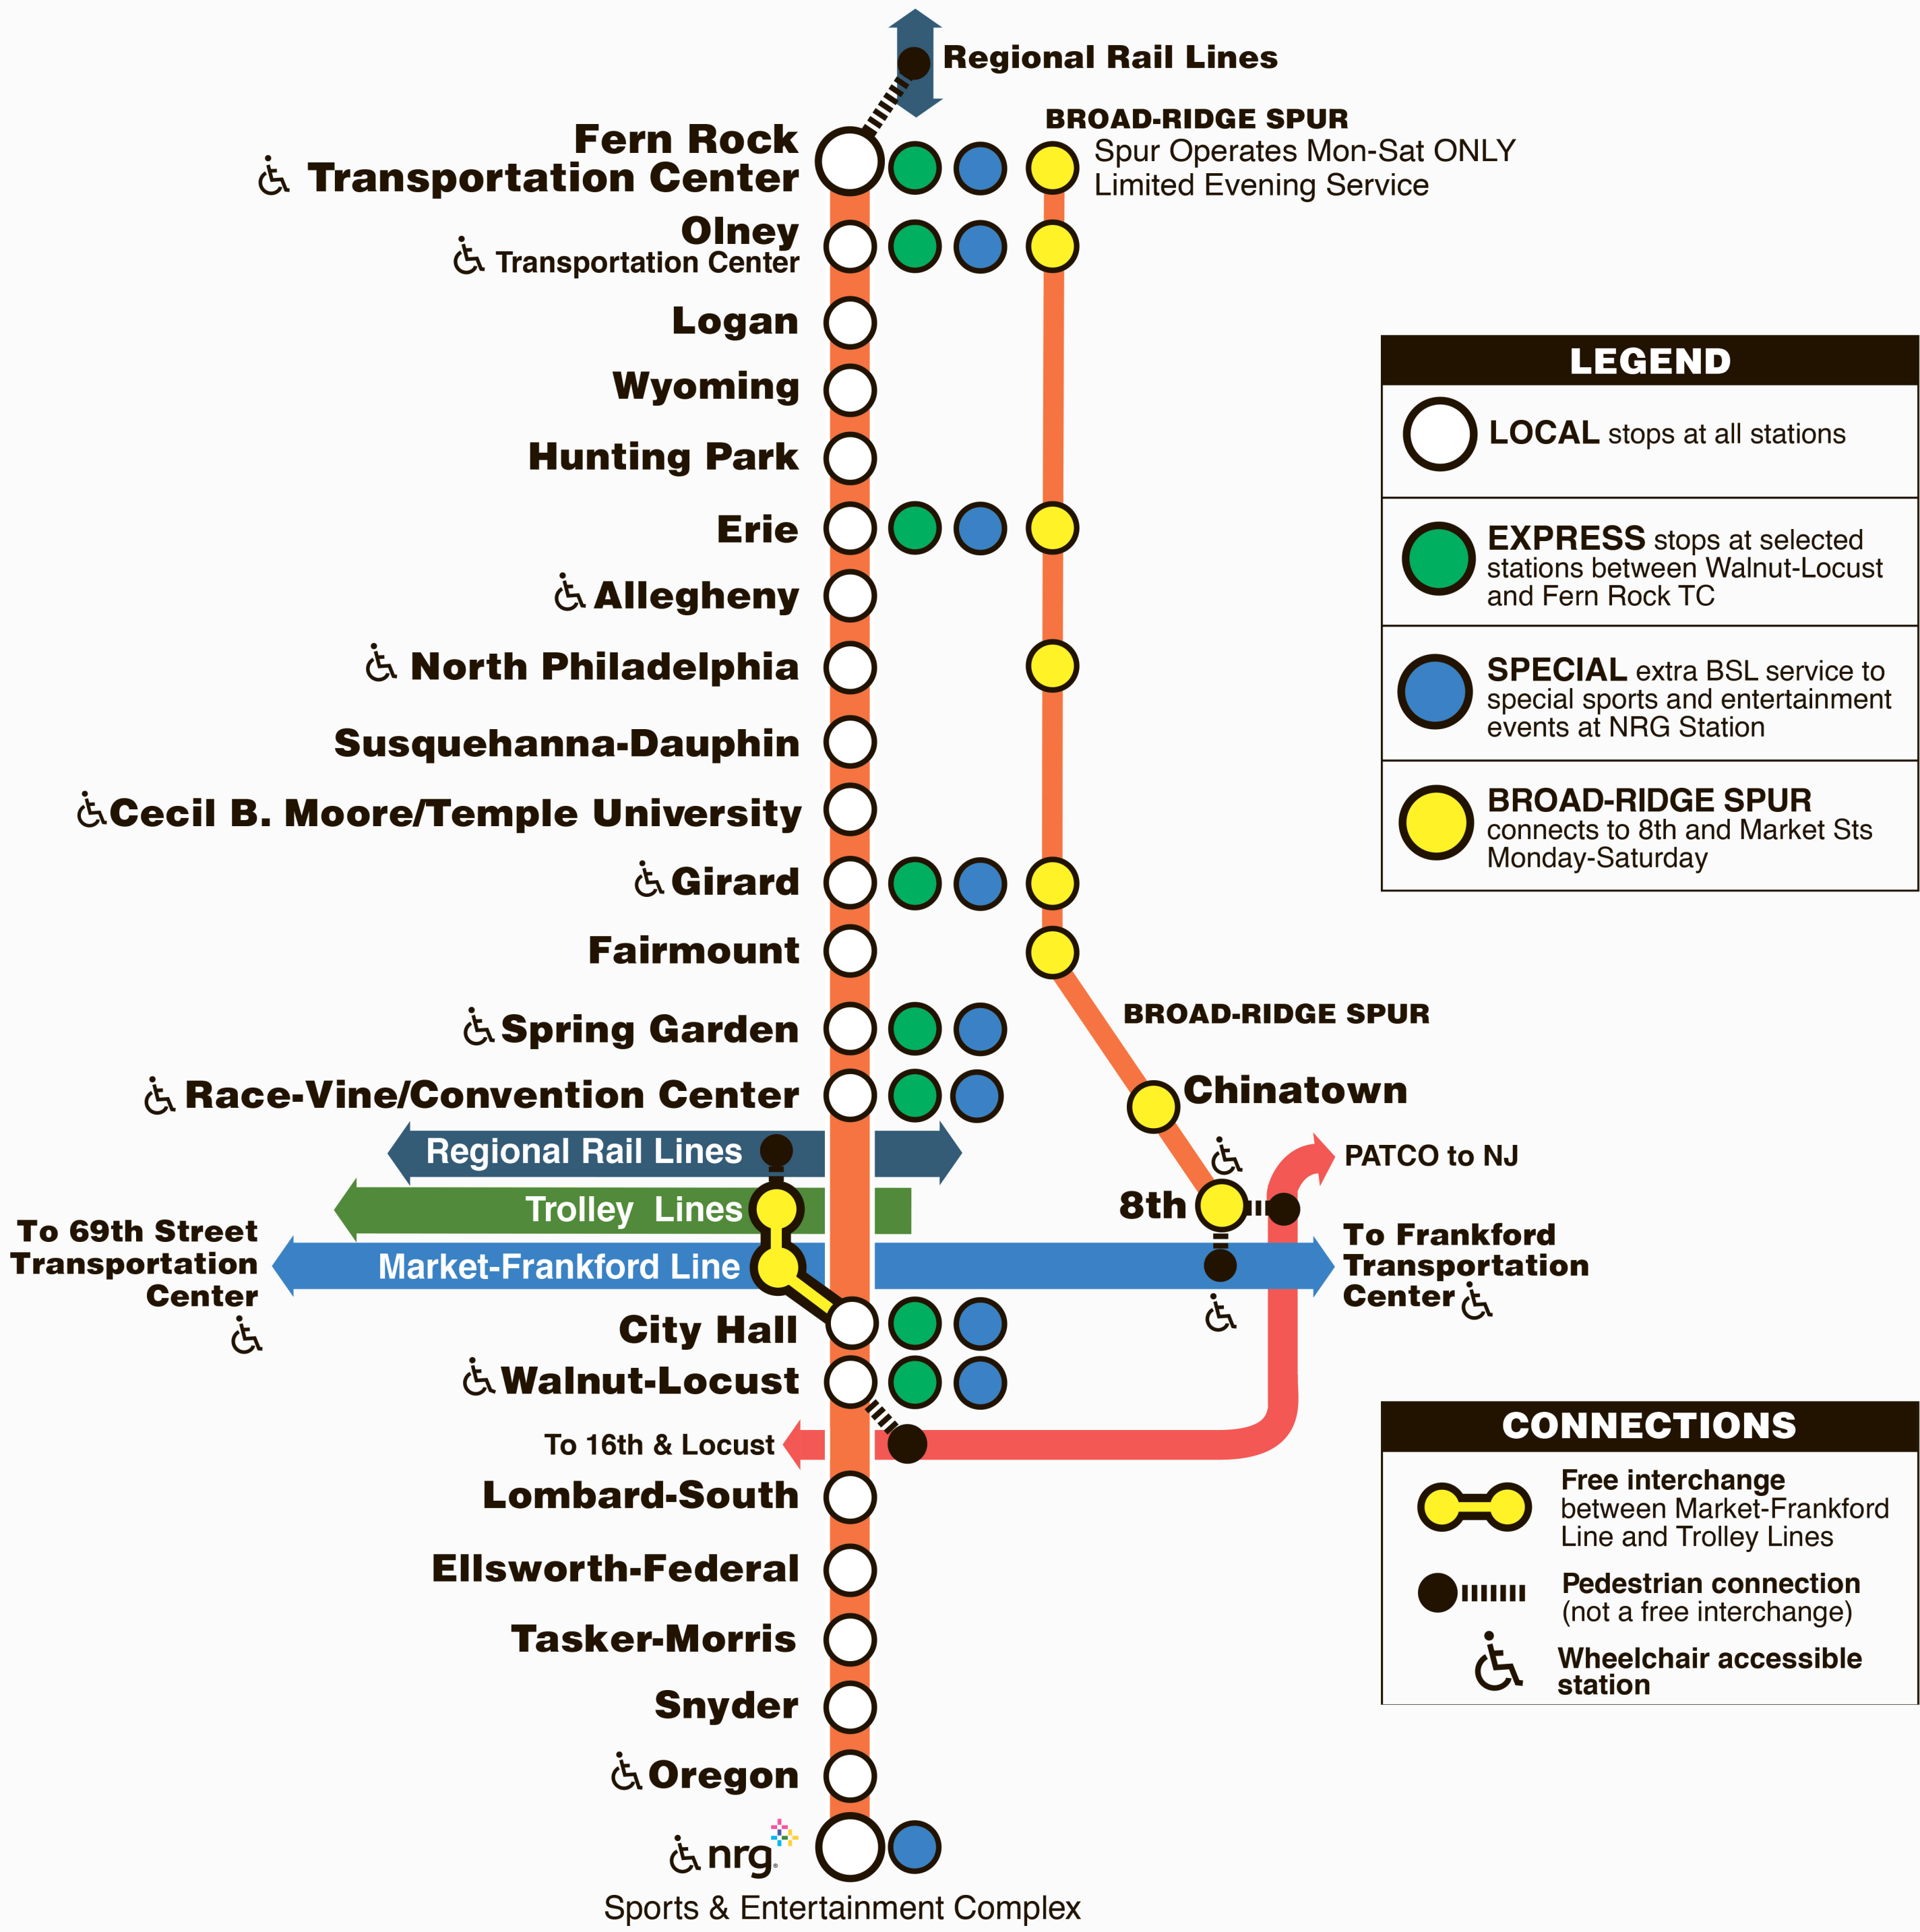 Regional Rail Lines
BROAD-RIDGE SPUR
Spur Operates Mon-Sat ONLY
Limited Evening Service
Fern Rock
Transportation Center
Olney
Transportation Center
Logan
Wyoming
Hunting Park
Erie
Allegheny
North Philadelphia
Susquehanna-Dauphin
Cecil B. Moore/Temple University
Girard
Fairmount
Spring Garden
Race-Vine/Convention Center
BROAD-RIDGE SPUR
Chinatown
8th
PATCO to NJ
Regional Rail Lines
Trolley Lines
Market-Frankford Line
To 69th Street
Transportation
Center
To Frankford
Transportation
Center
City Hall
Walnut-Locust
To 16th & Locust
Lombard-South
Ellsworth-Federal
Tasker-Morris
Snyder
Oregon
nrg
Sports & Entertainment Complex
LEGEND
LOCAL stops at all stations
EXPRESS stops at selected
stations between Walnut-Locust
and Fern Rock TC
SPECIAL extra BSL service to
special sports and entertainment
events at NRG Station
BROAD-RIDGE SPUR
connects to 8th and Market Sts
Monday-Saturday
CONNECTIONS
Free interchange
between Market-Frankford
Line and Trolley Lines
Pedestrian connection
(not a free interchange)
Wheelchair accessible
station